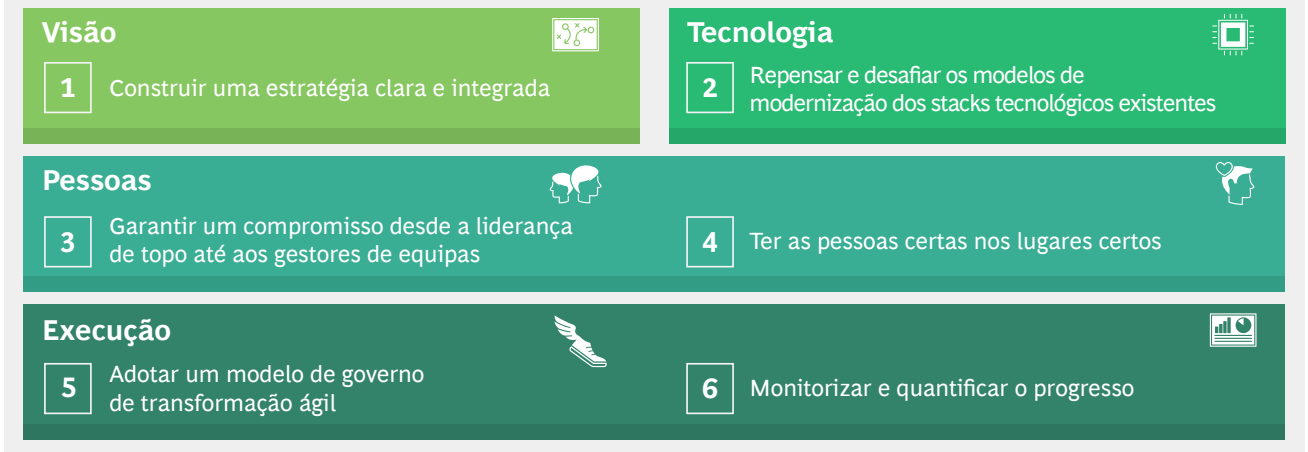 Visão
1
Construir uma estratégia clara e integrada
Tecnologia
2
Repensar e desafiar os modelos de
modernização dos stacks tecnológicos existentes
Pessoas
3
Garantir um compromisso desde a liderança
de topo até aos gestores de equipas
4
Ter as pessoas certas nos lugares certos
Execução
5
Adotar um modelo de governo
de transformação ágil
6
Monitorizar e quantificar o progresso